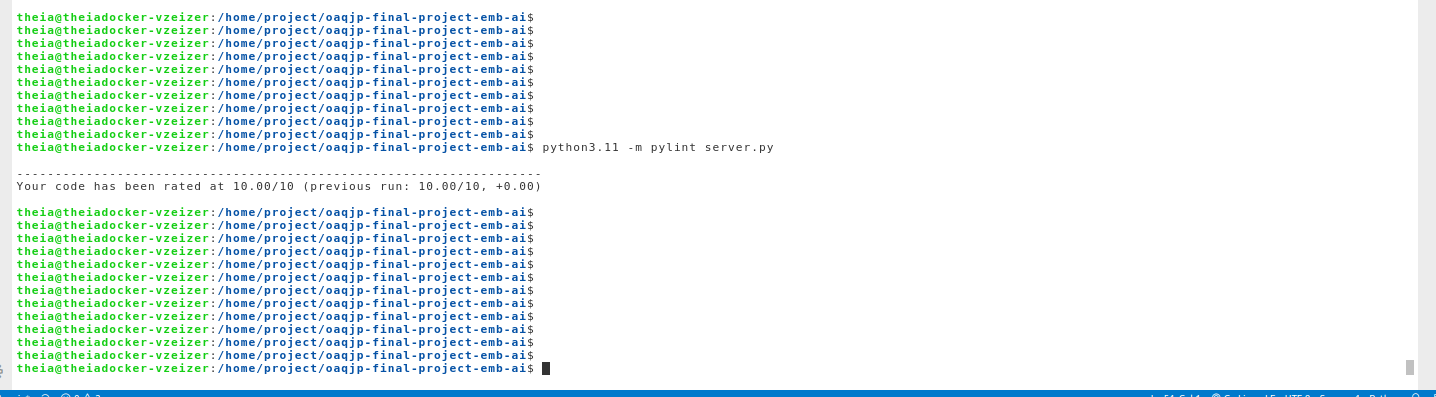 theia@theiadocker-vzeizer:/home/project/oaqjp-final-project-emb-ai$
theia@theiadocker-vzeizer:/home/project/oaqjp-final-project-emb-ai$
theia@theiadocker-vzeizer:/home/project/oaqjp-final-project-emb-ai$
theia@theiadocker-vzeizer:/home/project/oaqjp-final-project-emb-ai$
theia@theiadocker-vzeizer:/home/project/oaqjp-final-project-emb-ai$
theia@theiadocker-vzeizer:/home/project/oaqjp-final-project-emb-ai$
theia@theiadocker-vzeizer:/home/project/oaqjp-final-project-emb-ai$
theia@theiadocker-vzeizer:/home/project/oaqjp-final-project-emb-ai$
theia@theiadocker-vzeizer:/home/project/oaqjp-final-project-emb-ai$
theia@theiadocker-vzeizer:/home/project/oaqjp-final-project-emb-ai$
theia@theiadocker-vzeizer:/home/project/oaqjp-final-project-emb-ai$ python3.11 -m pylint server.py
--------------------------------------------------------------------
Your code has been rated at 10.00/10 (previous run: 10.00/10, +0.00)
theia@theiadocker-vzeizer:/home/project/oaqjp-final-project-emb-ai$
theia@theiadocker-vzeizer:/home/project/oaqjp-final-project-emb-ai$
theia@theiadocker-vzeizer:/home/project/oaqjp-final-project-emb-ai$
theia@theiadocker-vzeizer:/home/project/oaqjp-final-project-emb-ai$
theia@theiadocker-vzeizer:/home/project/oaqjp-final-project-emb-ai$
theia@theiadocker-vzeizer:/home/project/oaqjp-final-project-emb-ai$
theia@theiadocker-vzeizer:/home/project/oaqjp-final-project-emb-ai$
theia@theiadocker-vzeizer:/home/project/oaqjp-final-project-emb-ai$
theia@theiadocker-vzeizer:/home/project/oaqjp-final-project-emb-ai$
theia@theiadocker-vzeizer:/home/project/oaqjp-final-project-emb-ai$
theia@theiadocker-vzeizer:/home/project/oaqjp-final-project-emb-ai$
theia@theiadocker-vzeizer:/home/project/oaqjp-final-project-emb-ai$
theia@theiadocker-vzeizer:/home/project/oaqjp-final-project-emb-ai$